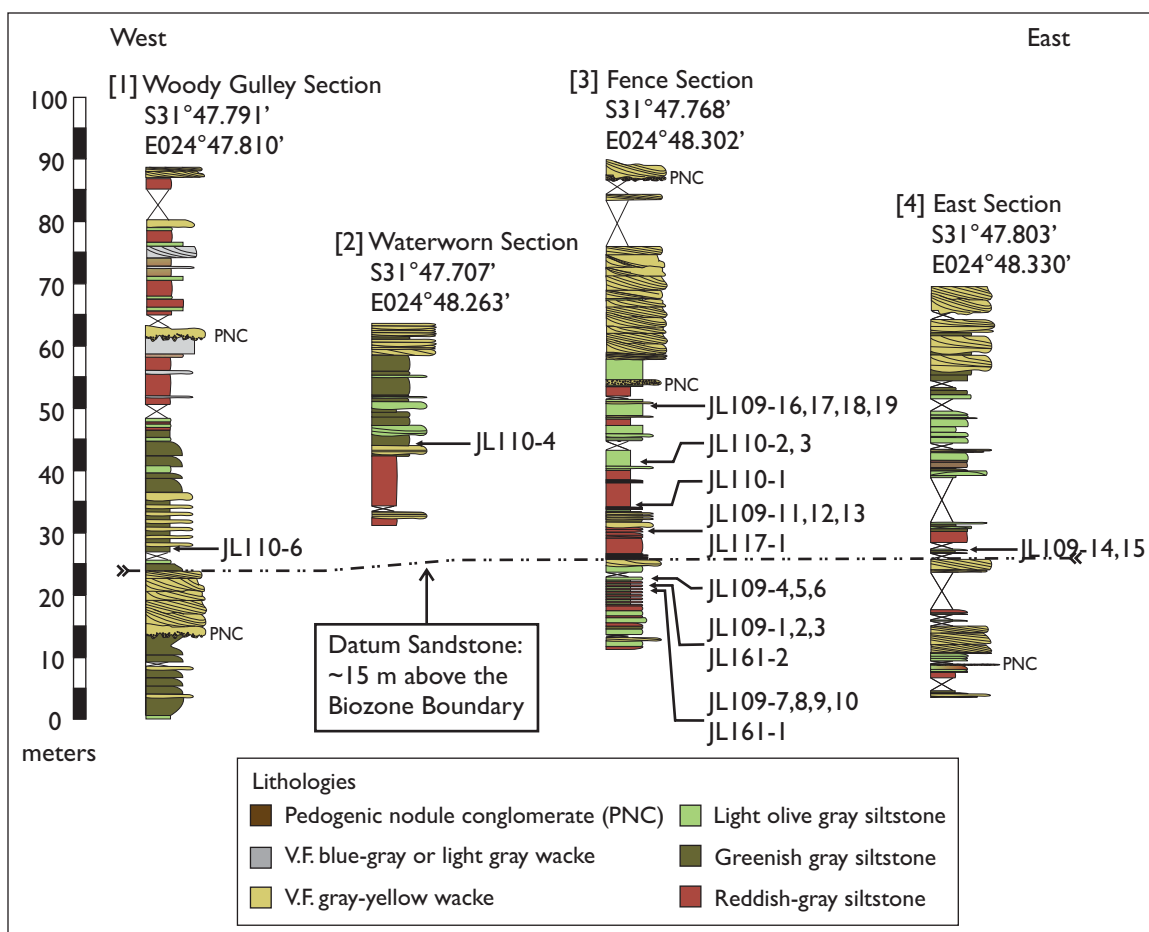 West
East
[1] Woody Gulley Section
S31°47.791’
E024°47.810’
[2] Waterworn Section
S31°47.707’
E024°48.263’
[3] Fence Section
S31°47.768’
E024°48.302’
[4] East Section
S31°47.803’
E024°48.330’
100
90
80
70
60
50
40
30
20
10
0
meters
PNC
PNC
JL110-6
JL110-4
PNC
PNC
JL109-16,17,18,19
JL110-2, 3
JL110-1
JL109-11,12,13
JL117-1
JL109-4,5,6
JL109-1,2,3
JL161-2
JL109-7,8,9,10
JL161-1
JL109-14,15
PNC
Datum Sandstone:
~15 m above the
Biozone Boundary
Lithologies
Pedogenic nodule conglomerate (PNC)
V.F. blue-gray or light gray wacke
V.F. gray-yellow wacke
Light olive gray siltstone
Greenish gray siltstone
Reddish-gray siltstone